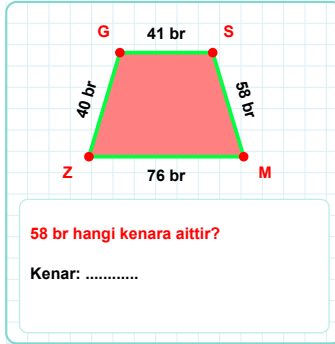 41 br
G S
40 br
58 br
Z M
76 br
58 br hangi kenara aittir?
Kenar: ............